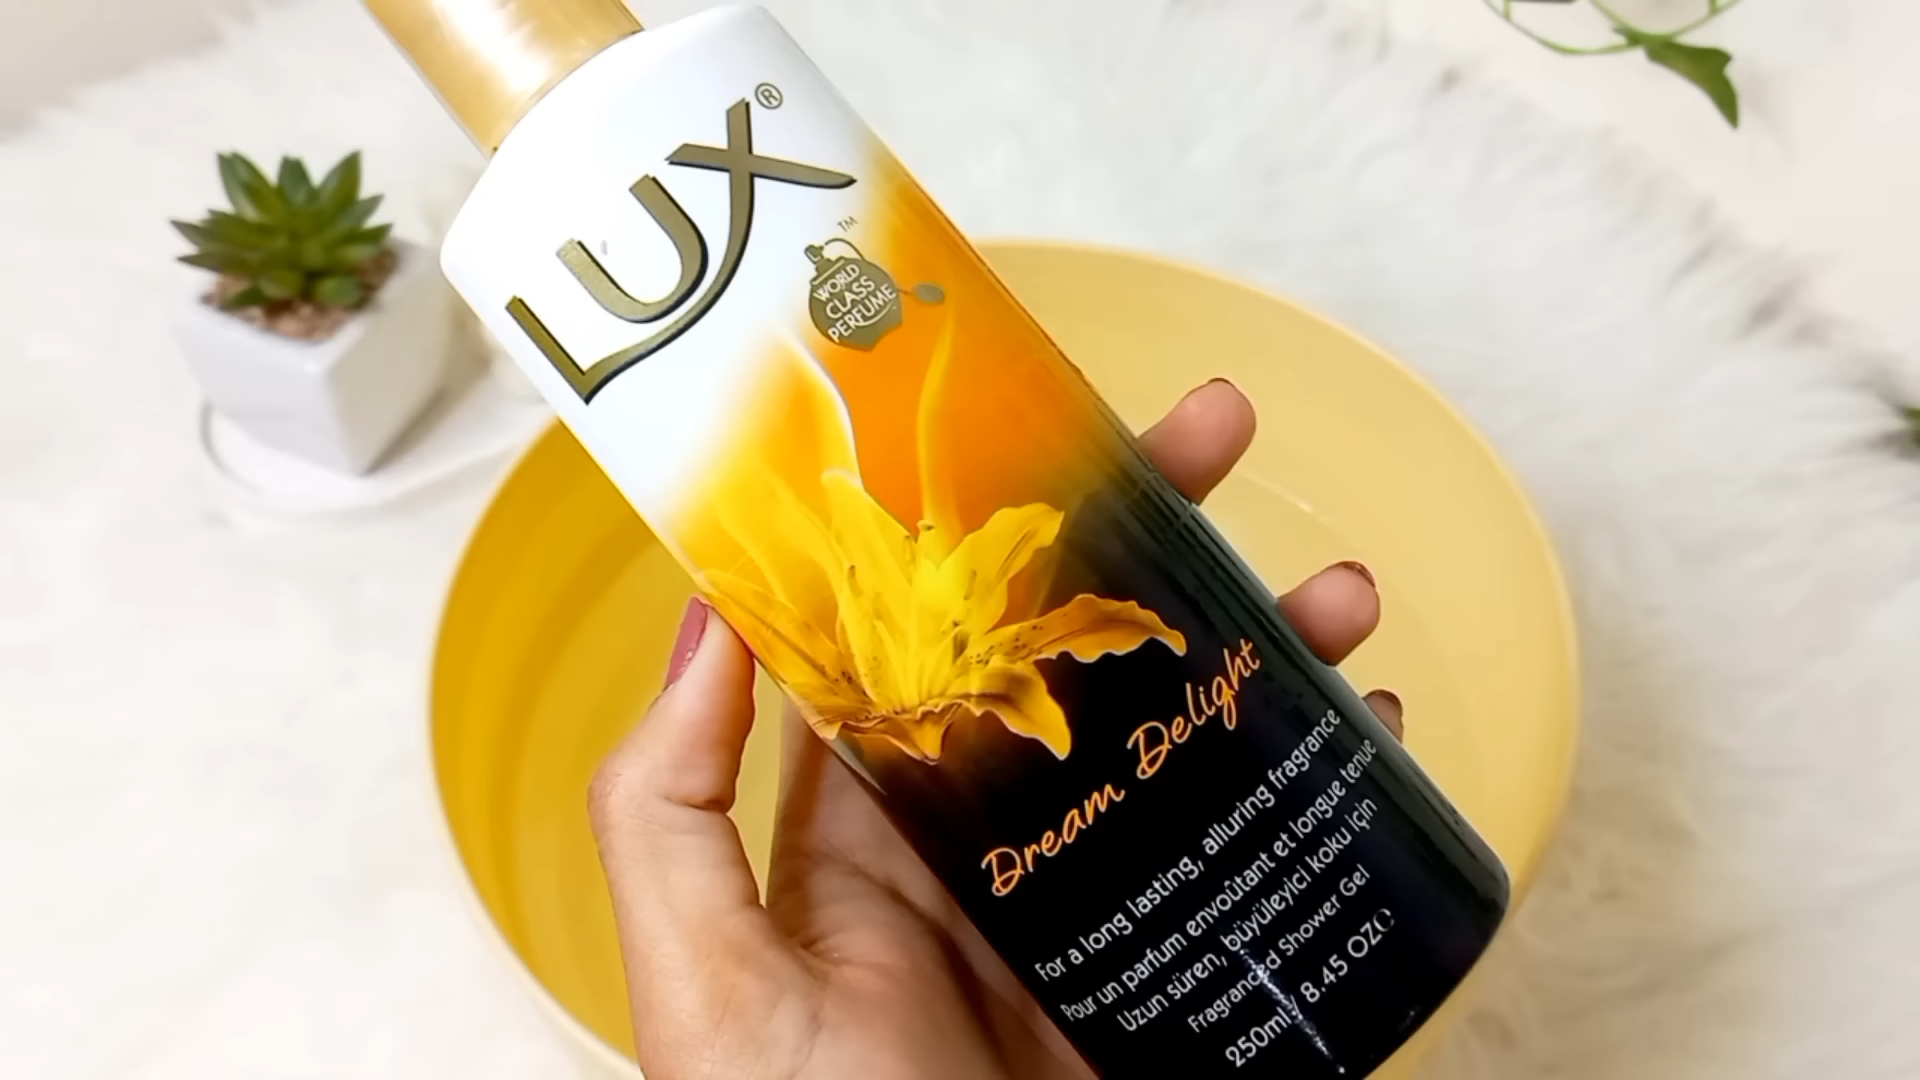 LUX®
™
WORLD
CLASS
PERFUME
Dream Delight
For a long lasting, alluring fragrance
Pour un parfum envoûtant et longue tenue
Uzun süren, büyüleyici koku için
Fragranced Shower Gel
250ml / 8.45 OZ